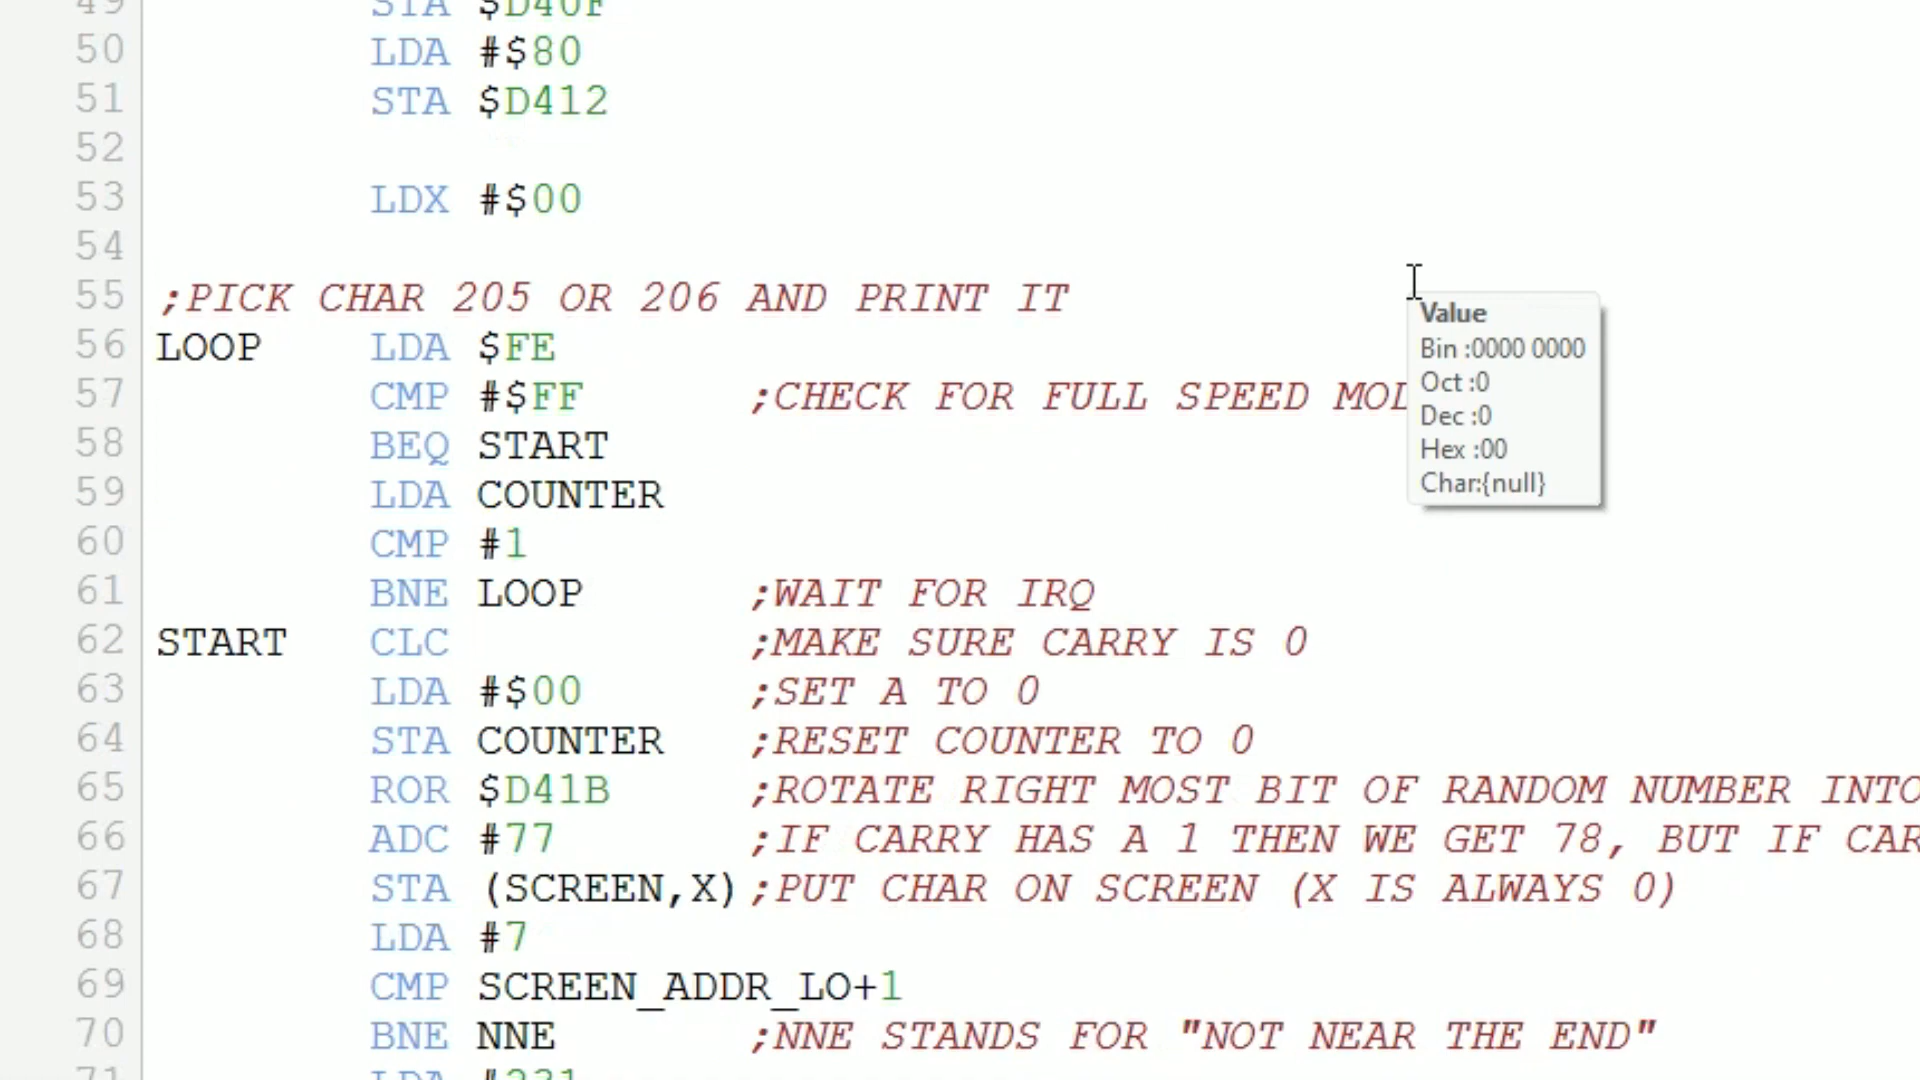 49 STA $D40F
50 LDA #$80
51 STA $D412
52
53 LDX #$00
54
55 ;PICK CHAR 205 OR 206 AND PRINT IT
56 LOOP LDA $FE
57 CMP #$FF ;CHECK FOR FULL SPEED
58 BEQ START
59 LDA COUNTER
60 CMP #1
61 BNE LOOP ;WAIT FOR IRQ
62 START CLC ;MAKE SURE CARRY IS 0
63 LDA #$00 ;SET A TO 0
64 STA COUNTER ;RESET COUNTER TO 0
65 ROR $D41B ;ROTATE RIGHT MOST BIT OF RANDOM NUMBER INTO
66 ADC #77 ;IF CARRY HAS A 1 THEN WE GET 78, BUT IF CAR
67 STA (SCREEN,X) ;PUT CHAR ON SCREEN (X IS ALWAYS 0)
68 LDA #7
69 CMP SCREEN_ADDR_LO+1
70 BNE NNE ;NNE STANDS FOR "NOT NEAR THE END"
71 LDA #231
Value
Bin :0000 0000
Oct :0
Dec :0
Hex :00
Char:{null}